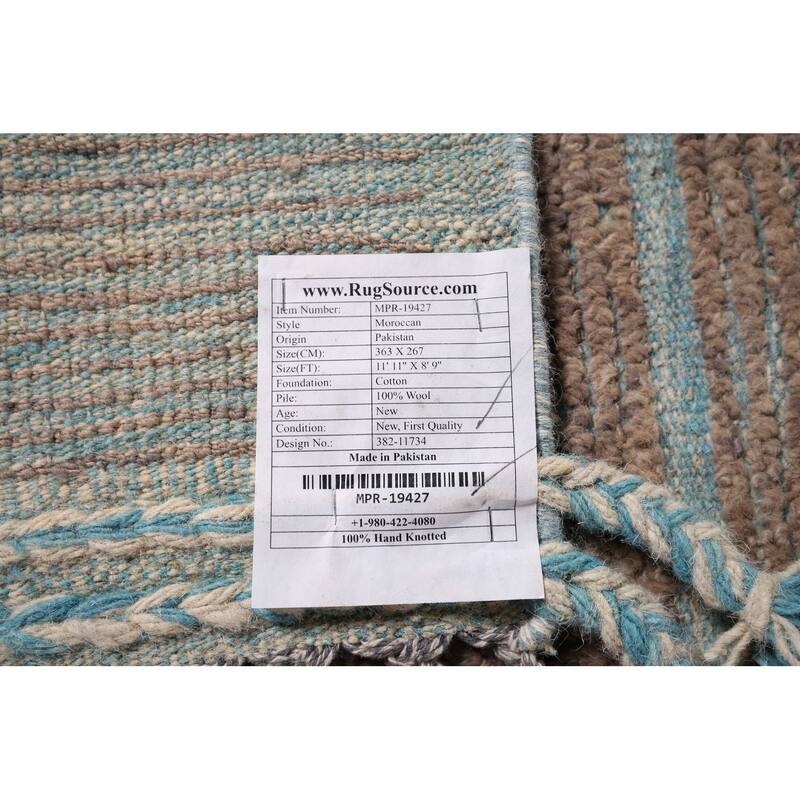 www.RugSource.com
Item Number: MPR-19427
Style Moroccan
Origin Pakistan
Size(CM): 363 X 267
Size(FT): 11' 11" X 8' 9"
Foundation: Cotton
Pile: 100% Wool
Age: New
Condition: New, First Quality
Design No.: 382-11734
Made in Pakistan
MPR-19427
+1-980-422-4080
100% Hand Knotted